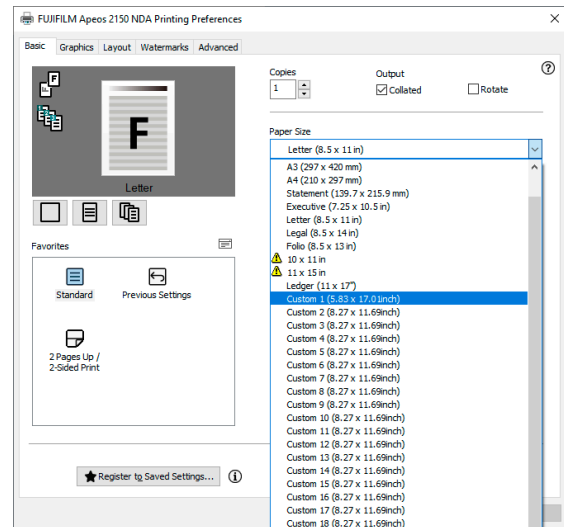 FUJIFILM Apeos 2150 NDA Printing Preferences
Basic Graphics Layout Watermarks Advanced
F
F
F
Letter
Copies
1
Output
Collated
Rotate
?
Paper Size
Letter (8.5 x 11 in)
A3 (297 x 420 mm)
A4 (210 x 297 mm)
Statement (139.7 x 215.9 mm)
Executive (7.25 x 10.5 in)
Letter (8.5 x 11 in)
Legal (8.5 x 14 in)
Folio (8.5 x 13 in)
10 x 11 in
11 x 15 in
Ledger (11 x 17")
Custom 1 (5.83 x 17.01inch)
Custom 2 (8.27 x 11.69inch)
Custom 3 (8.27 x 11.69inch)
Custom 4 (8.27 x 11.69inch)
Custom 5 (8.27 x 11.69inch)
Custom 6 (8.27 x 11.69inch)
Custom 7 (8.27 x 11.69inch)
Custom 8 (8.27 x 11.69inch)
Custom 9 (8.27 x 11.69inch)
Custom 10 (8.27 x 11.69inch)
Custom 11 (8.27 x 11.69inch)
Custom 12 (8.27 x 11.69inch)
Custom 13 (8.27 x 11.69inch)
Custom 14 (8.27 x 11.69inch)
Custom 15 (8.27 x 11.69inch)
Custom 16 (8.27 x 11.69inch)
Custom 17 (8.27 x 11.69inch)
Custom 18 (8.27 x 11.69inch)
Favorites
Standard
Previous Settings
2 Pages Up /
2-Sided Print
Register to Saved Settings...